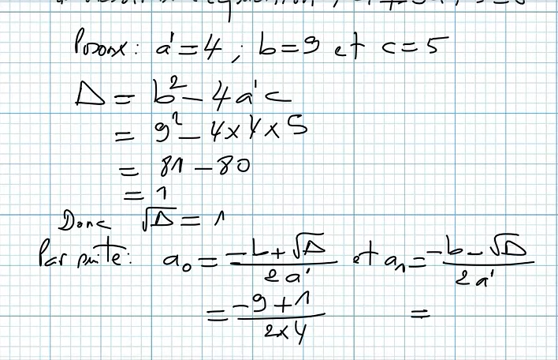 Posons: a' = 4 ; b = 9 et c = 5
Δ = b² - 4a'c
= 9² - 4×4×5
= 81 - 80
= 1
Donc √Δ = 1
Par suite: a₀ = (-b + √Δ)/(2a') et a₁ = (-b - √Δ)/(2a')
= (-9 + 1)/(2×4) =